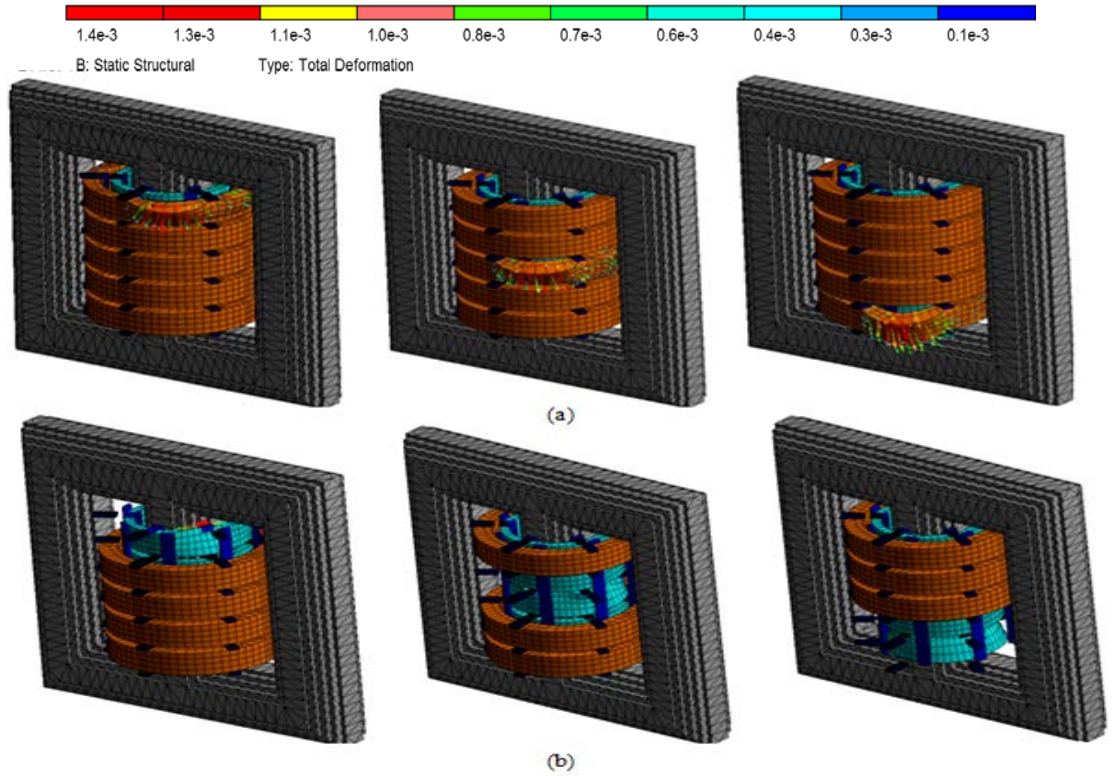 1.4e-3 1.3e-3 1.1e-3 1.0e-3 0.8e-3 0.7e-3 0.6e-3 0.4e-3 0.3e-3 0.1e-3
B: Static Structural Type: Total Deformation
(a)
(b)